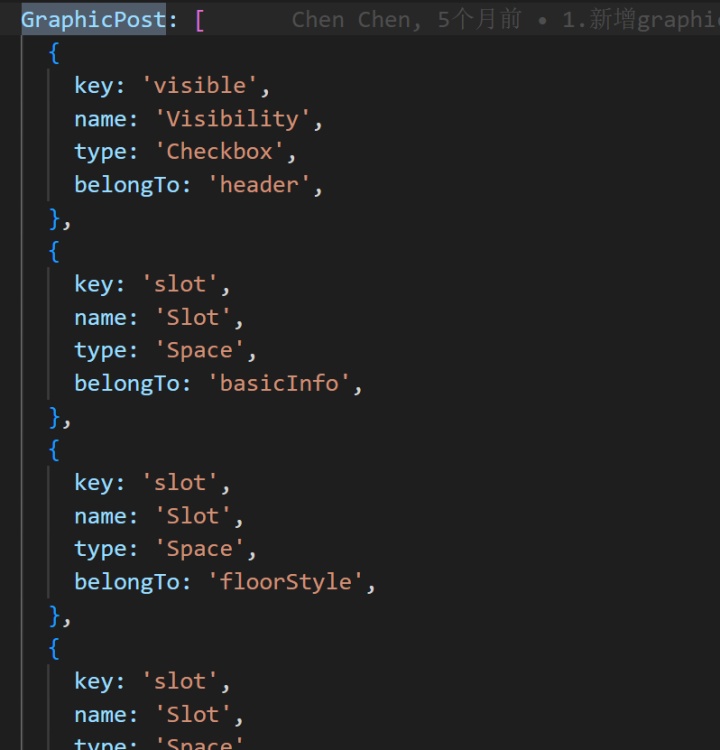 GraphicPost: [ Chen Chen, 5个月前 • 1.新增graphi
{
key: 'visible',
name: 'Visibility',
type: 'Checkbox',
belongTo: 'header',
},
{
key: 'slot',
name: 'Slot',
type: 'Space',
belongTo: 'basicInfo',
},
{
key: 'slot',
name: 'Slot',
type: 'Space',
belongTo: 'floorStyle',
},
{
key: 'slot',
name: 'Slot',
type: 'Space'